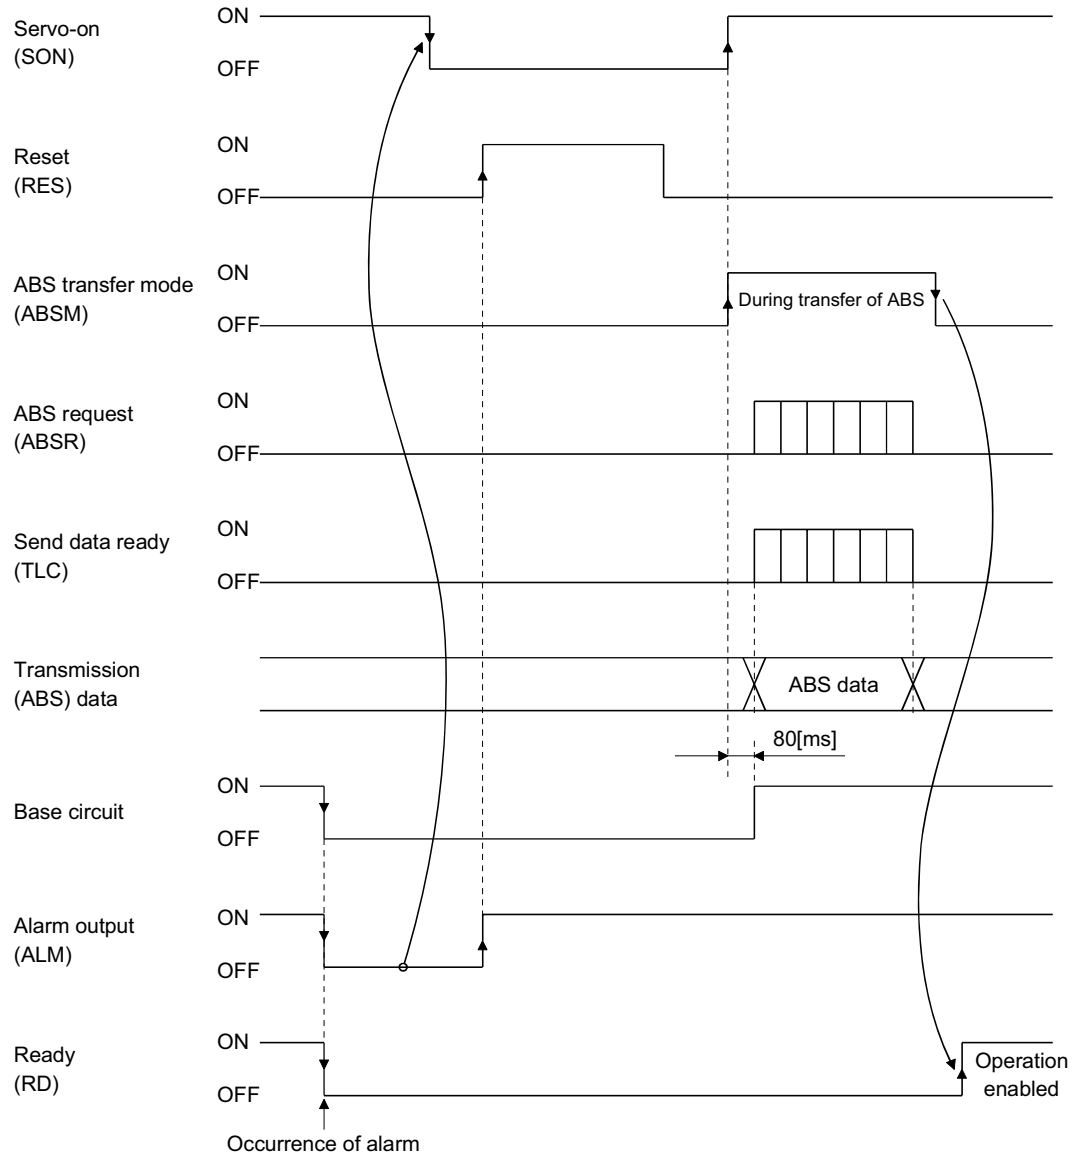 Servo-on
(SON)
ON
OFF
Reset
(RES)
ON
OFF
ABS transfer mode
(ABSM)
ON
OFF
During transfer of ABS
ABS request
(ABSR)
ON
OFF
Send data ready
(TLC)
ON
OFF
Transmission
(ABS) data
ABS data
80[ms]
Base circuit
ON
OFF
Alarm output
(ALM)
ON
OFF
Ready
(RD)
ON
OFF
Operation
enabled
Occurrence of alarm